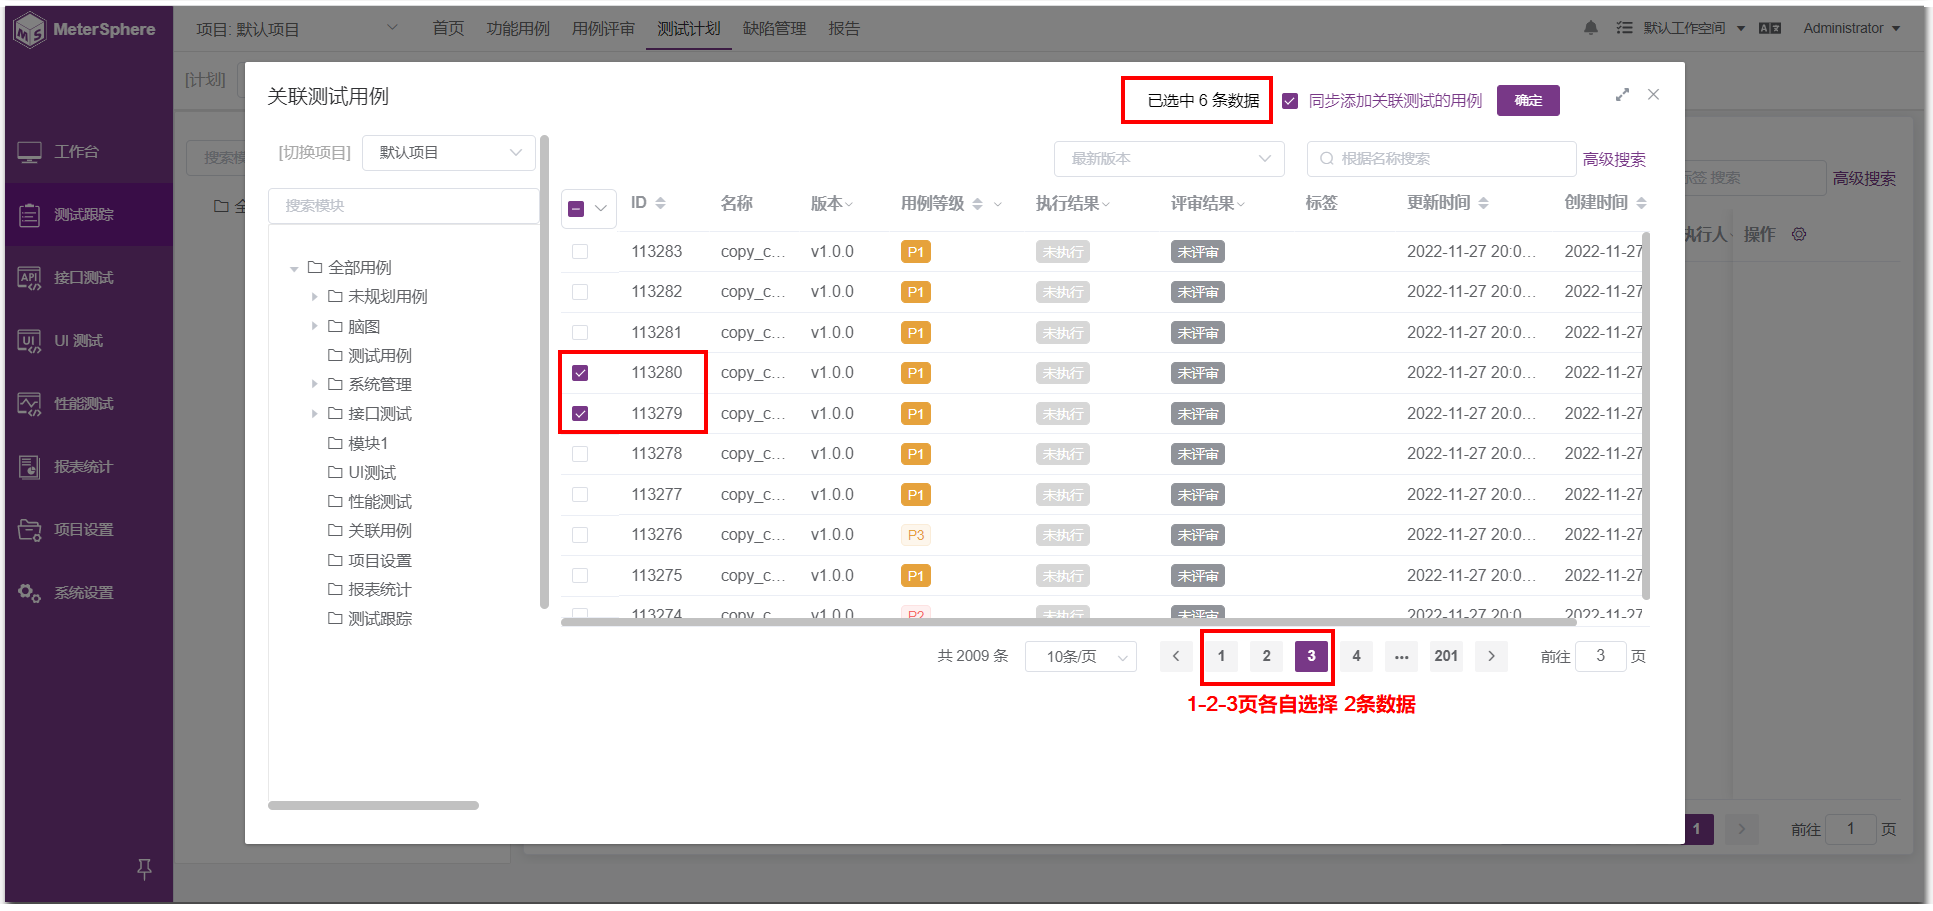 MeterSphere
项目: 默认项目
首页
功能用例
用例评审
测试计划
缺陷管理
报告
默认工作空间
Administrator
[计划]
工作台
测试跟踪
接口测试
UI 测试
性能测试
报表统计
项目设置
系统设置
关联测试用例
已选中 6 条数据
同步添加关联测试的用例
确定
[切换项目]
默认项目
最新版本
根据名称搜索
高级搜索
标签 搜索
高级搜索
搜索模块
全部用例
未规划用例
脑图
测试用例
系统管理
接口测试
模块1
UI测试
性能测试
关联用例
项目设置
报表统计
测试跟踪
ID 名称 版本 用例等级 执行结果 评审结果 标签 更新时间 创建时间
执行人 操作
113283 copy_c... v1.0.0 P1 未执行 未评审 2022-11-27 20:0... 2022-11-27
113282 copy_c... v1.0.0 P1 未执行 未评审 2022-11-27 20:0... 2022-11-27
113281 copy_c... v1.0.0 P1 未执行 未评审 2022-11-27 20:0... 2022-11-27
113280 copy_c... v1.0.0 P1 未执行 未评审 2022-11-27 20:0... 2022-11-27
113279 copy_c... v1.0.0 P1 未执行 未评审 2022-11-27 20:0... 2022-11-27
113278 copy_c... v1.0.0 P1 未执行 未评审 2022-11-27 20:0... 2022-11-27
113277 copy_c... v1.0.0 P1 未执行 未评审 2022-11-27 20:0... 2022-11-27
113276 copy_c... v1.0.0 P3 未执行 未评审 2022-11-27 20:0... 2022-11-27
113275 copy_c... v1.0.0 P1 未执行 未评审 2022-11-27 20:0... 2022-11-27
113274 copy_c... v1.0.0 P2 未执行 未评审 2022-11-27 20:0... 2022-11-27
共 2009 条 10条/页 1 2 3 4 ... 201 前往 3 页
1-2-3页各自选择 2条数据
1 前往 1 页